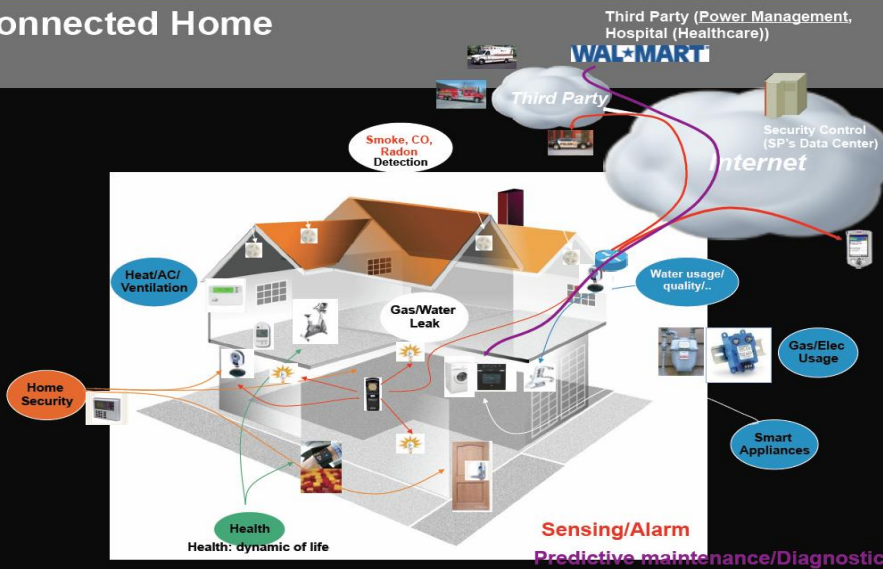 onnected Home
Third Party (Power Management,
Hospital (Healthcare))
WAL★MART
Third Party
Security Control
(SP's Data Center)
Internet
Smoke, CO,
Radon
Detection
Heat/AC/
Ventilation
Water usage/
quality/..
Gas/Water
Leak
Gas/Elec
Usage
Home
Security
Smart
Appliances
Health
Health: dynamic of life
Sensing/Alarm
Predictive maintenance/Diagnostic